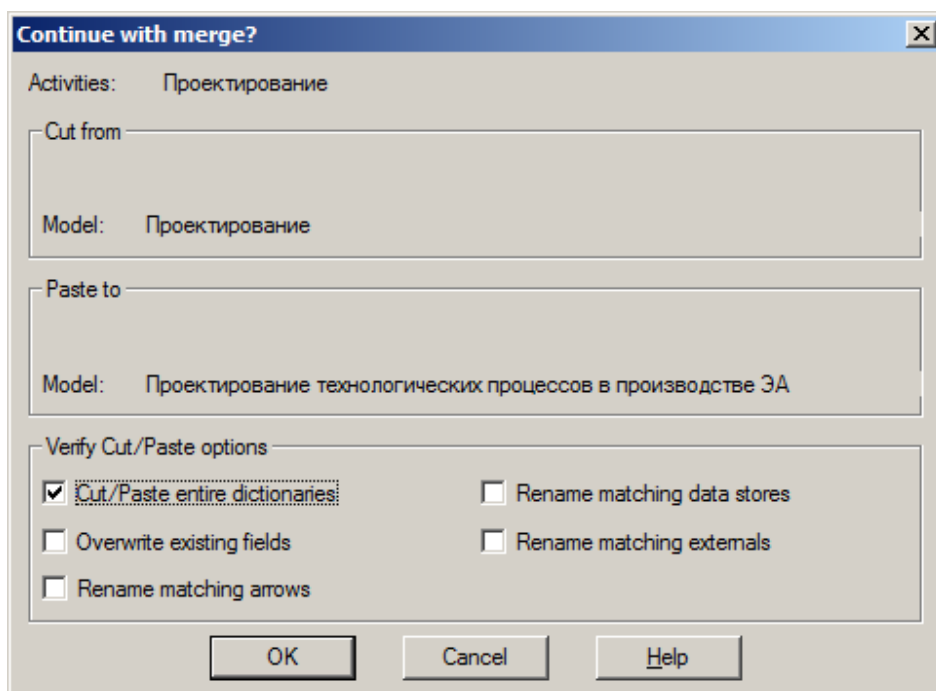 Continue with merge?
Activities: Проектирование
Cut from
Model: Проектирование
Paste to
Model: Проектирование технологических процессов в производстве ЭА
Verify Cut/Paste options
Cut/Paste entire dictionaries Rename matching data stores
Overwrite existing fields Rename matching externals
Rename matching arrows
OK Cancel Help